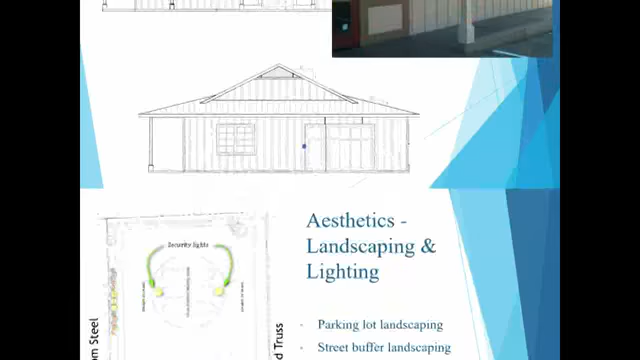 Aesthetics -
Landscaping &
Lighting
Security lights
Parking lot landscaping
Street buffer landscaping
Steel
Truss